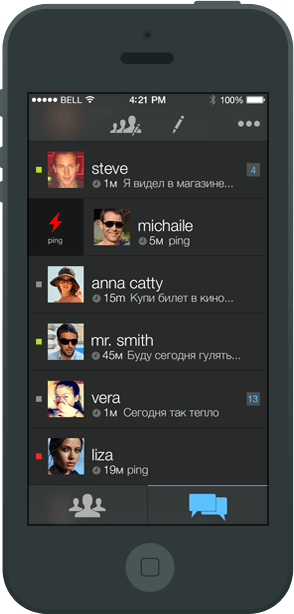 BELL 4:21 PM 100%
steve 4
1м Я видел в магазине...
ping michaile
5м ping
anna catty
15m Купи билет в кино...
mr. smith
45м Буду сегодня гулять...
vera 13
1м Сегодня так тепло
liza
19м ping